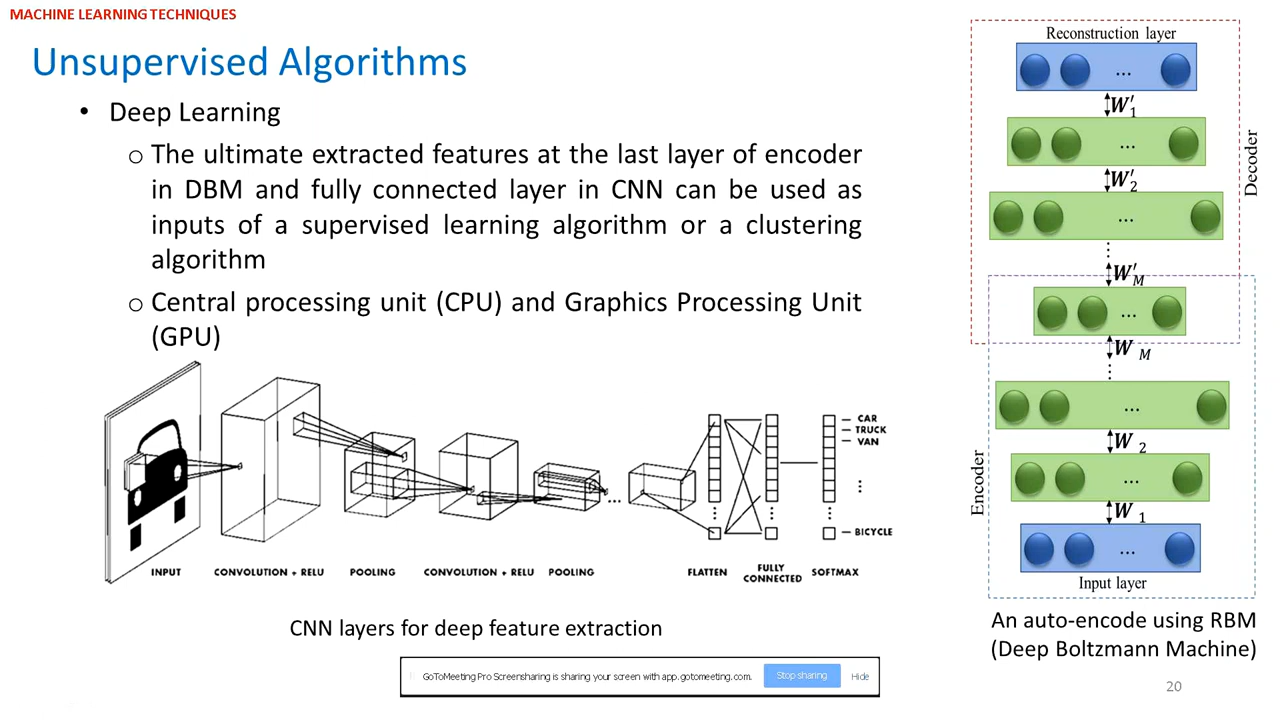 MACHINE LEARNING TECHNIQUES
Unsupervised Algorithms
• Deep Learning
o The ultimate extracted features at the last layer of encoder
in DBM and fully connected layer in CNN can be used as
inputs of a supervised learning algorithm or a clustering
algorithm
o Central processing unit (CPU) and Graphics Processing Unit
(GPU)
CAR
TRUCK
VAN
BICYCLE
INPUT
CONVOLUTION + RELU
POOLING
CONVOLUTION + RELU
POOLING
FLATTEN
FULLY
CONNECTED
SOFTMAX
CNN layers for deep feature extraction
Reconstruction layer
...
W′1
...
W′2
...
W′M
...
W M
...
W 2
...
W 1
...
Input layer
Decoder
Encoder
An auto-encode using RBM
(Deep Boltzmann Machine)
GoToMeeting Pro Screensharing is sharing your screen with app.gotomeeting.com.
Stop sharing
Hide
20